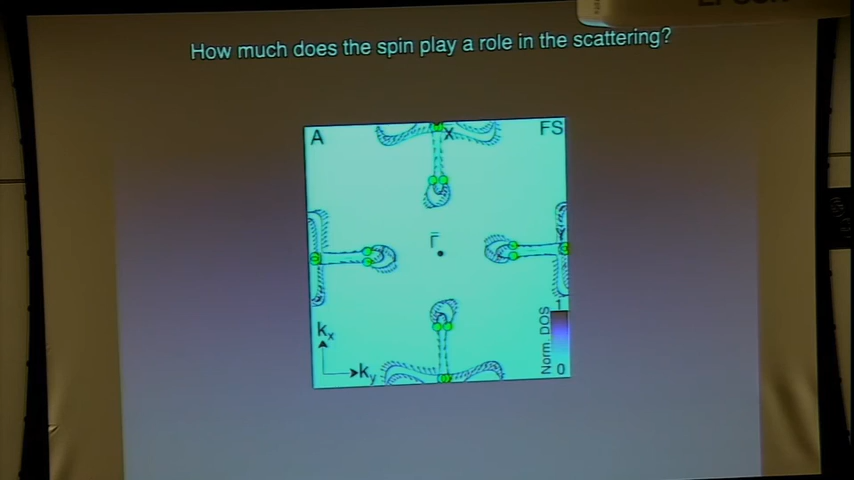 How much does the spin play a role in the scattering?
A
X
FS
Γ̅
Y
1
kx
Norm. DOS
ky
0